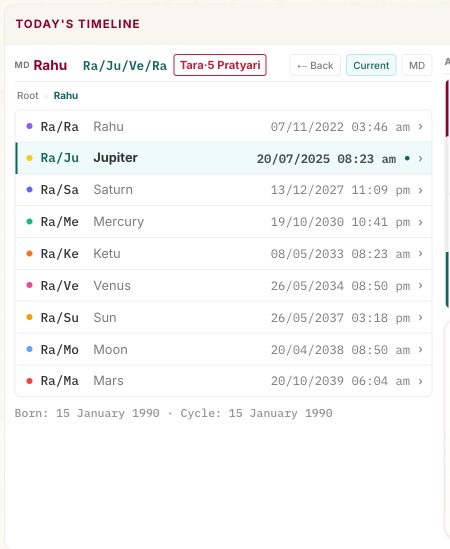 TODAY'S TIMELINE
MD Rahu Ra/Ju/Ve/Ra Tara·5 Pratyari ← Back Current MD
Root › Rahu
Ra/Ra Rahu 07/11/2022 03:46 am ›
Ra/Ju Jupiter 20/07/2025 08:23 am • ›
Ra/Sa Saturn 13/12/2027 11:09 pm ›
Ra/Me Mercury 19/10/2030 10:41 pm ›
Ra/Ke Ketu 08/05/2033 08:23 am ›
Ra/Ve Venus 26/05/2034 08:50 pm ›
Ra/Su Sun 26/05/2037 03:18 pm ›
Ra/Mo Moon 20/04/2038 08:50 am ›
Ra/Ma Mars 20/10/2039 06:04 am ›
Born: 15 January 1990 · Cycle: 15 January 1990